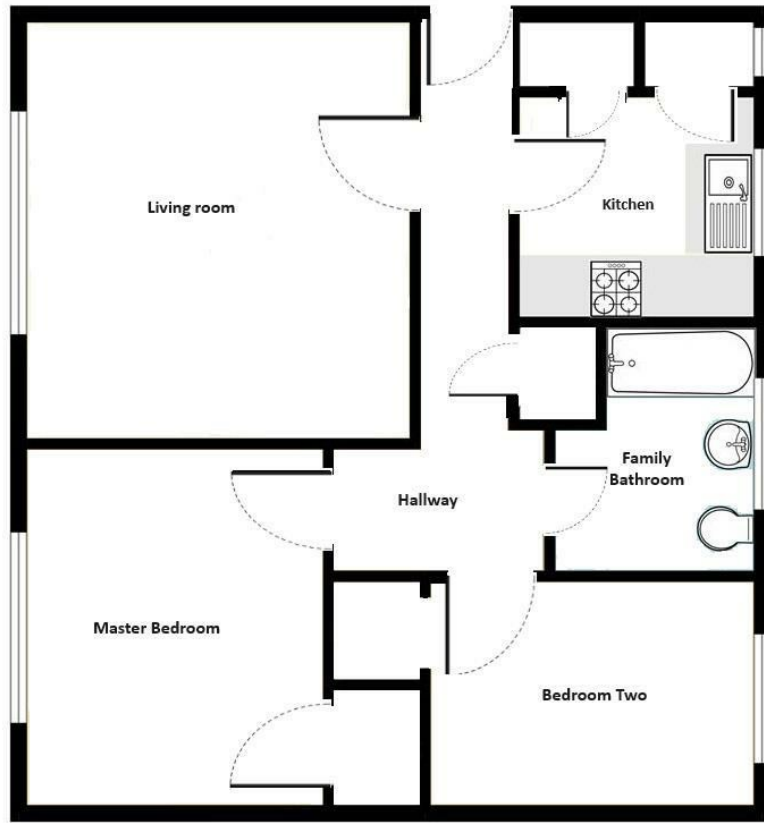 Living room
Kitchen
Family
Bathroom
Hallway
Master Bedroom
Bedroom Two